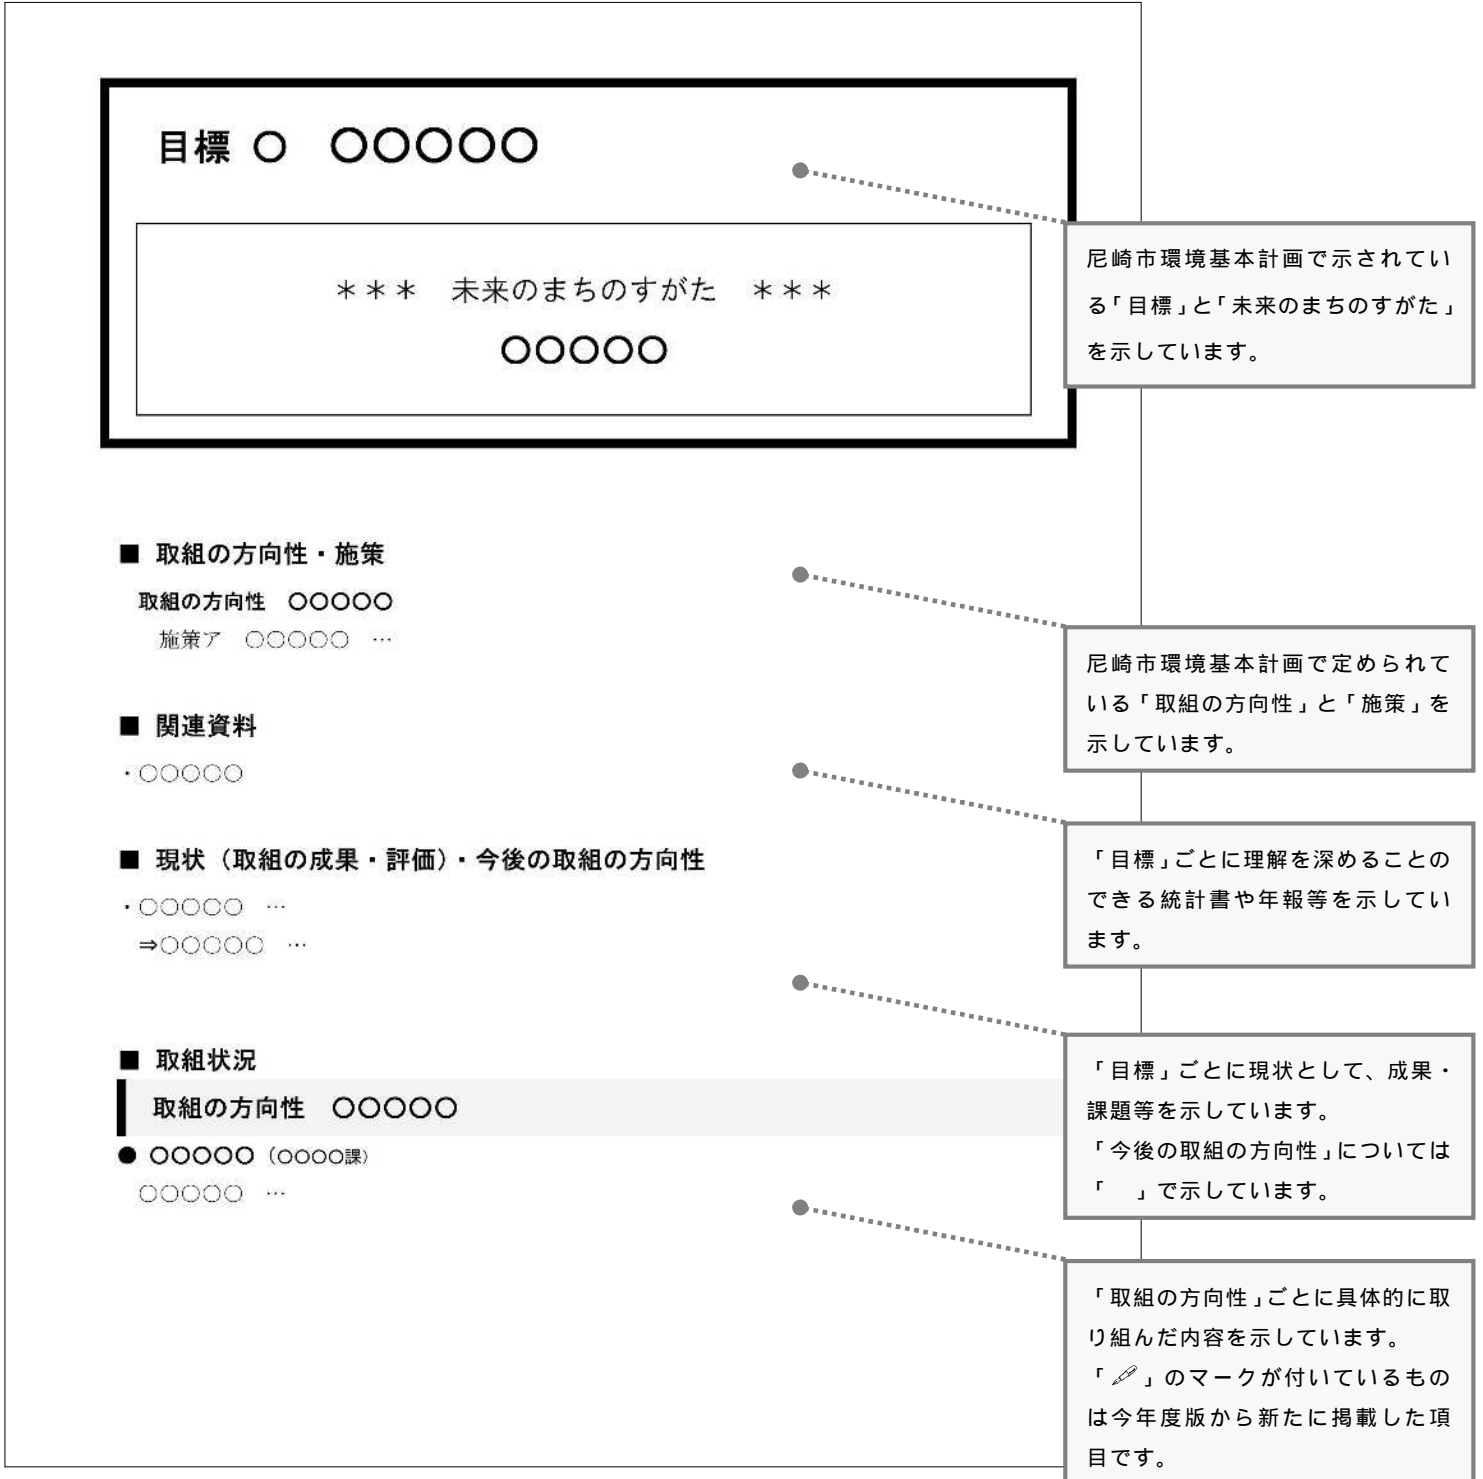 目標 ○　○○○○○
＊＊＊　未来のまちのすがた　＊＊＊
○○○○○
尼崎市環境基本計画で示されてい
る「目標」と「未来のまちのすがた」
を示しています。
■ 取組の方向性・施策
取組の方向性　○○○○○
施策ア　○○○○○　…
尼崎市環境基本計画で定められて
いる「取組の方向性」と「施策」を
示しています。
■ 関連資料
・○○○○○
「目標」ごとに理解を深めることの
できる統計書や年報等を示してい
ます。
■ 現状（取組の成果・評価）・今後の取組の方向性
・○○○○○　…
⇒○○○○○　…
「目標」ごとに現状として、成果・
課題等を示しています。
「今後の取組の方向性」については
「　」で示しています。
■ 取組状況
取組の方向性　○○○○○
● ○○○○○（○○○○課）
○○○○○　…
「取組の方向性」ごとに具体的に取
り組んだ内容を示しています。
「🖉」のマークが付いているもの
は今年度版から新たに掲載した項
目です。